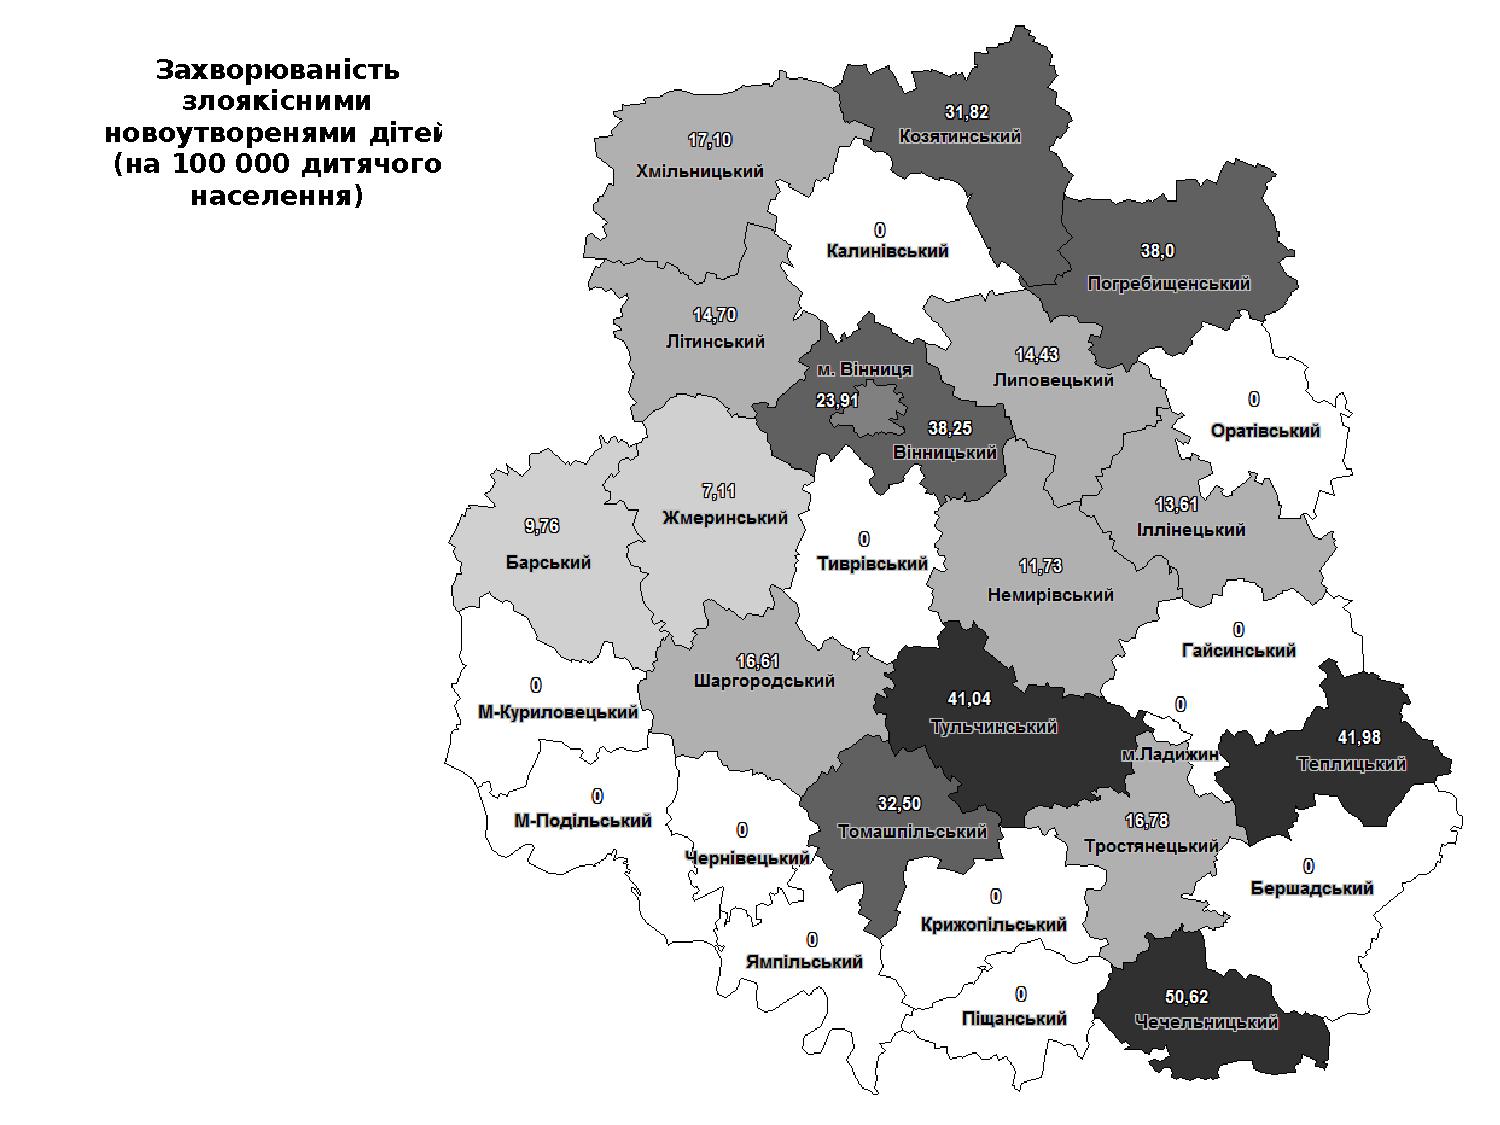 Захворюваність
злоякісними
новоутворенями дітей
(на 100 000 дитячого
населення)
31,82
Козятинський
17,10
Хмільницький
0
Калинівський
38,0
Погребищенський
14,70
Літинський
м. Вінниця
23,91
38,25
Вінницький
14,43
Липовецький
0
Оратівський
7,11
Жмеринський
9,76
Барський
0
Тиврівський
13,61
Іллінецький
11,73
Немирівський
0
Гайсинський
16,61
Шаргородський
0
М-Куриловецький
41,04
Тульчинський
0
м.Ладижин
41,98
Теплицький
0
М-Подільський
0
Чернівецький
32,50
Томашпільський
16,78
Тростянецький
0
Бершадський
0
Крижопільський
0
Ямпільський
0
Піщанський
50,62
Чечельницький